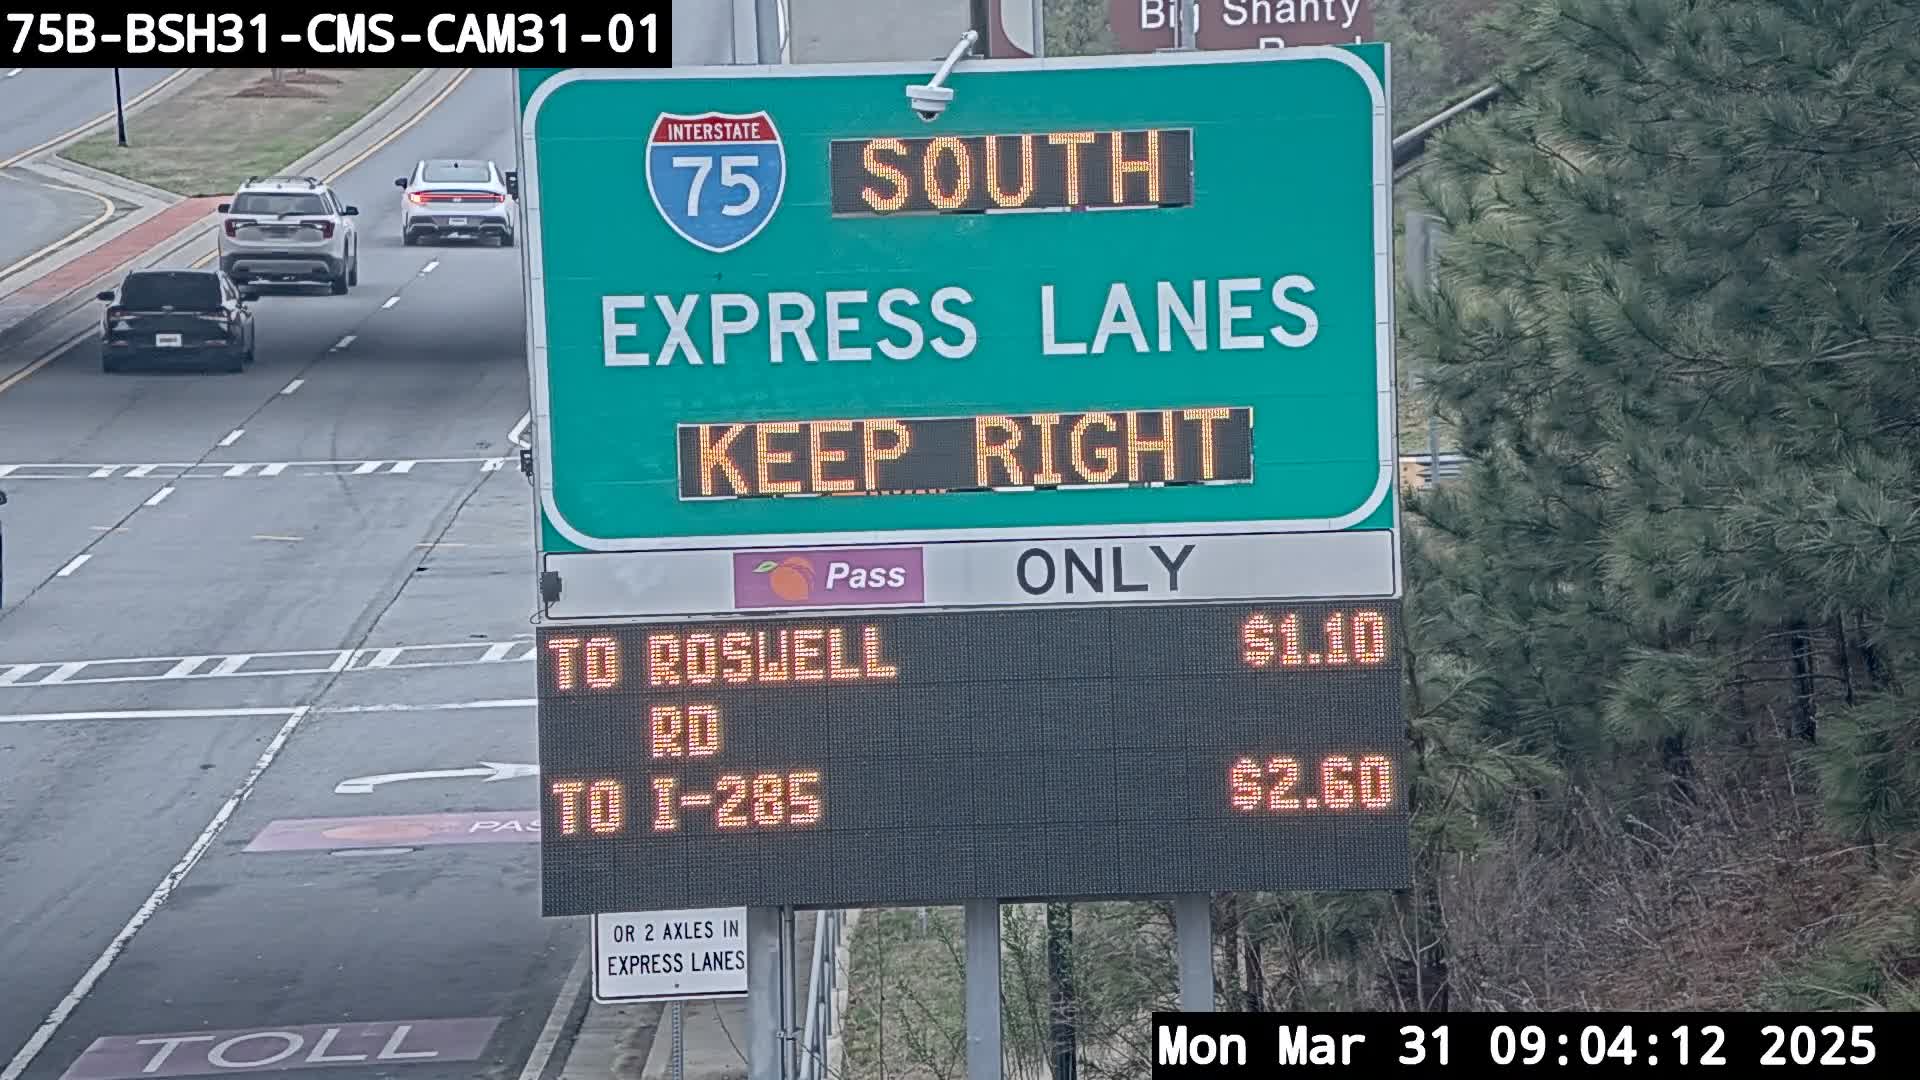 75B-BSH31-CMS-CAM31-01
Big Shanty
INTERSTATE
75
SOUTH
EXPRESS LANES
KEEP RIGHT
Pass ONLY
TO ROSWELL $1.10
RD
TO I-285 $2.60
OR 2 AXLES IN
EXPRESS LANES
TOLL
Mon Mar 31 09:04:12 2025